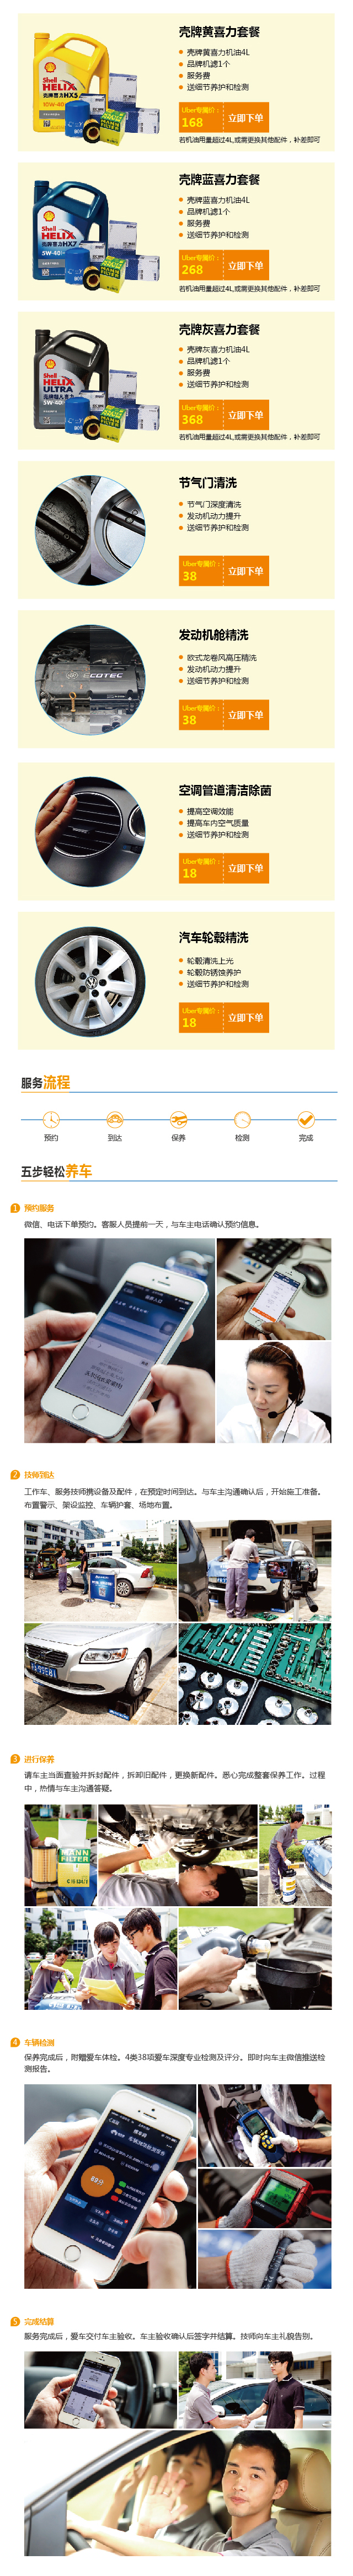 壳牌黄喜力套餐
壳牌黄喜力机油4L
品牌机滤1个
服务费
送细节养护和检测
Uber专属价:
168
立即下单
若机油用量超过4L,或需更换其他配件，补差即可
Shell
HELIX
壳牌喜力HX5
10W-40
壳牌蓝喜力套餐
壳牌蓝喜力机油4L
品牌机滤1个
服务费
送细节养护和检测
Uber专属价:
268
立即下单
若机油用量超过4L,或需更换其他配件，补差即可
Shell
HELIX
壳牌喜力HX7
5W-40
壳牌灰喜力套餐
壳牌灰喜力机油4L
品牌机滤1个
服务费
送细节养护和检测
Uber专属价:
368
立即下单
若机油用量超过4L,或需更换其他配件，补差即可
Shell
HELIX
ULTRA
5W-40
节气门清洗
节气门深度清洗
发动机动力提升
送细节养护和检测
Uber专属价:
38
立即下单
发动机舱精洗
欧式龙卷风高压精洗
发动机动力提升
送细节养护和检测
Uber专属价:
38
立即下单
ECOTEC
空调管道清洁除菌
提高空调效能
提高车内空气质量
送细节养护和检测
Uber专属价:
18
立即下单
汽车轮毂精洗
轮毂清洗上光
轮毂防锈蚀养护
送细节养护和检测
Uber专属价:
18
立即下单
服务流程
预约 到达 保养 检测 完成
五步轻松养车
1 预约服务
微信、电话下单预约。客服人员提前一天，与车主电话确认预约信息。
2 技师到达
工作车、服务技师携设备及配件，在预定时间到达。与车主沟通确认后，开始施工准备。
布置警示、架设监控、车辆护套、场地布置。
3 进行保养
请车主当面查验并拆封配件，拆卸旧配件，更换新配件。悉心完成整套保养工作。过程
中，热情与车主沟通答疑。
MANN
FILTER
4 车辆检测
保养完成后，附赠爱车体检。4类38项爱车深度专业检测及评分。即时向车主微信推送检
测报告。
5 完成结算
服务完成后，爱车交付车主验收。车主验收确认后签字并结算。技师向车主礼貌告别。